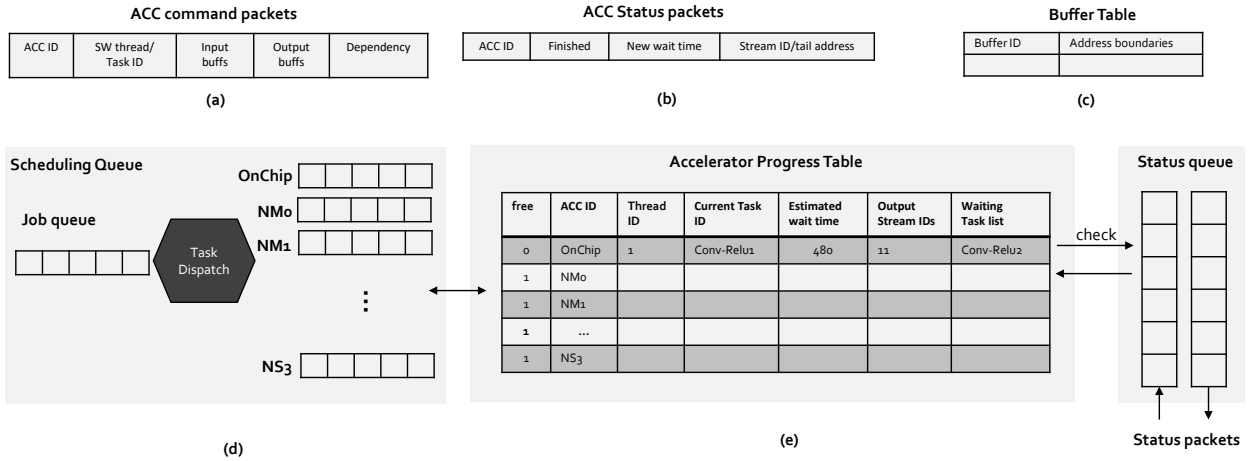 ACC command packets
ACC ID
SW thread/
Task ID
Input
buffs
Output
buffs
Dependency
(a)
ACC Status packets
ACC ID
Finished
New wait time
Stream ID/tail address
(b)
Buffer Table
Buffer ID
Address boundaries
(c)
Scheduling Queue
Job queue
Task
Dispatch
OnChip
NM0
NM1
⋮
NS3
(d)
Accelerator Progress Table
free
ACC ID
Thread
ID
Current Task
ID
Estimated
wait time
Output
Stream IDs
Waiting
Task list
0
OnChip
1
Conv-Relu1
480
11
Conv-Relu2
1
NM0
1
NM1
1
...
1
NS3
(e)
check
Status queue
Status packets